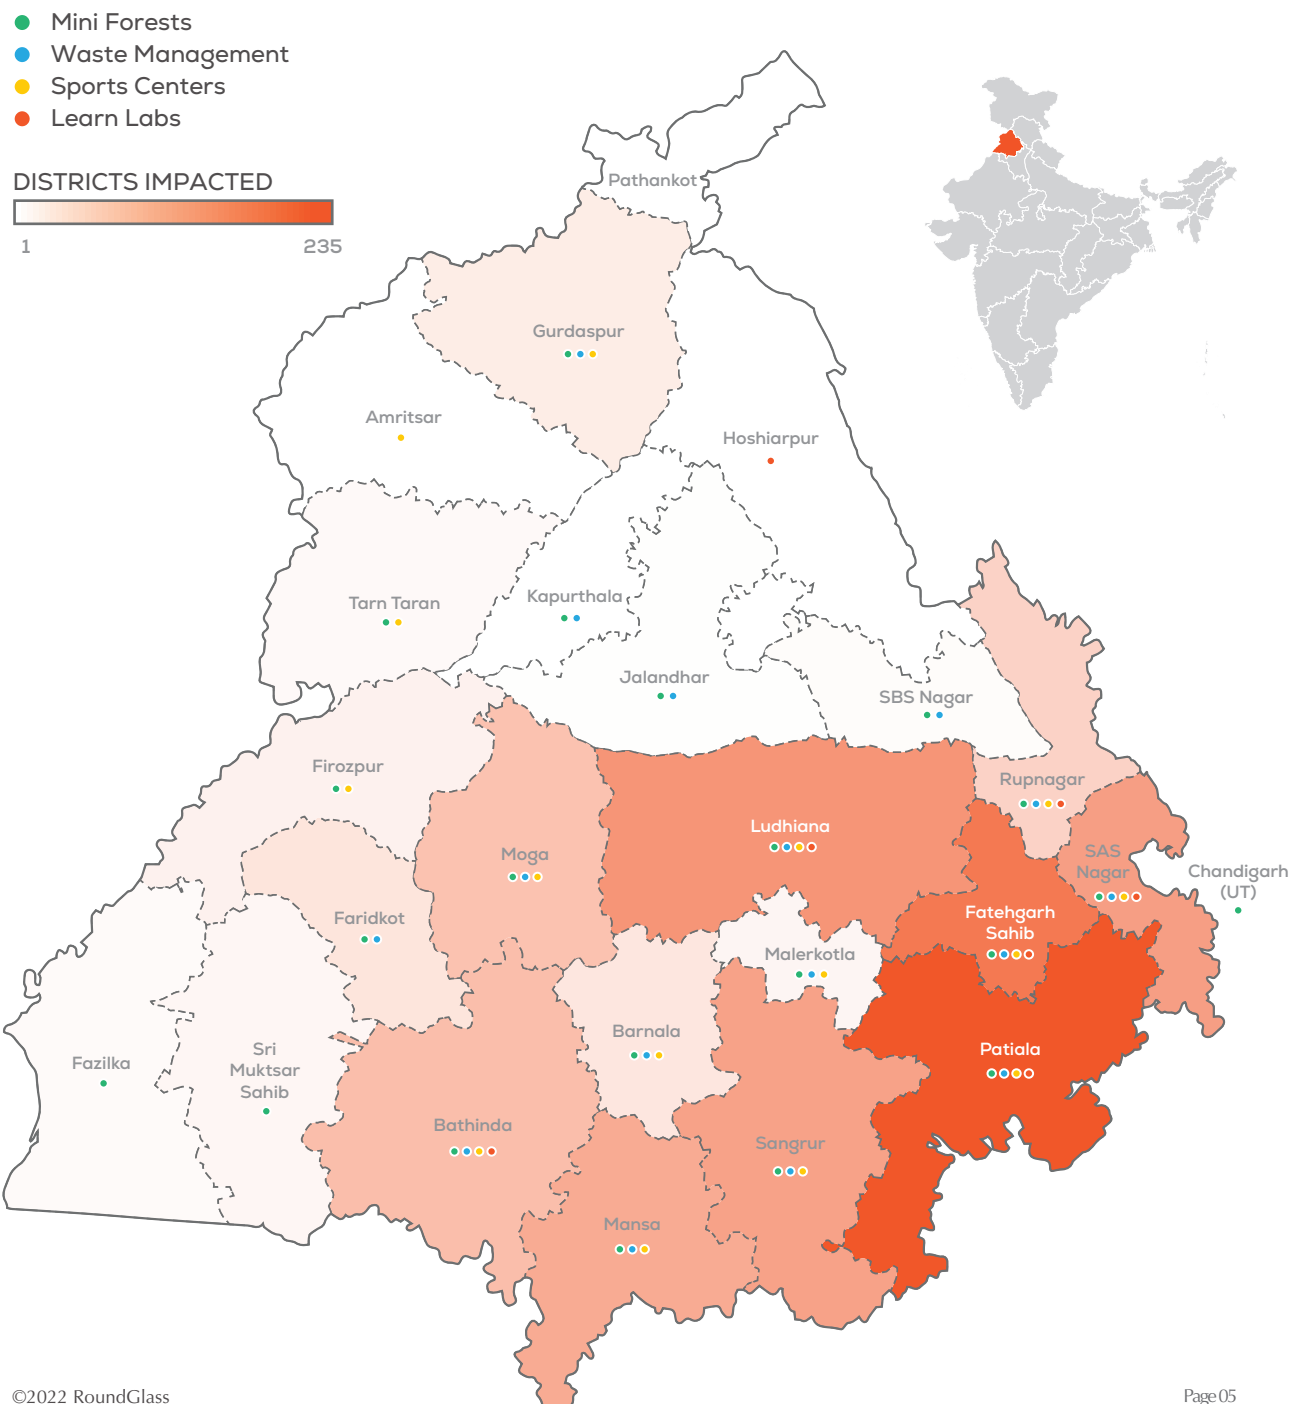 Mini Forests
Waste Management
Sports Centers
Learn Labs
DISTRICTS IMPACTED
1 235
Pathankot
Gurdaspur
Amritsar
Hoshiarpur
Tarn Taran
Kapurthala
Jalandhar
SBS Nagar
Firozpur
Rupnagar
Ludhiana
Moga
SAS
Nagar
Chandigarh
(UT)
Faridkot
Fatehgarh
Sahib
Malerkotla
Barnala
Patiala
Fazilka
Sri
Muktsar
Sahib
Bathinda
Sangrur
Mansa
©2022 RoundGlass
Page 05